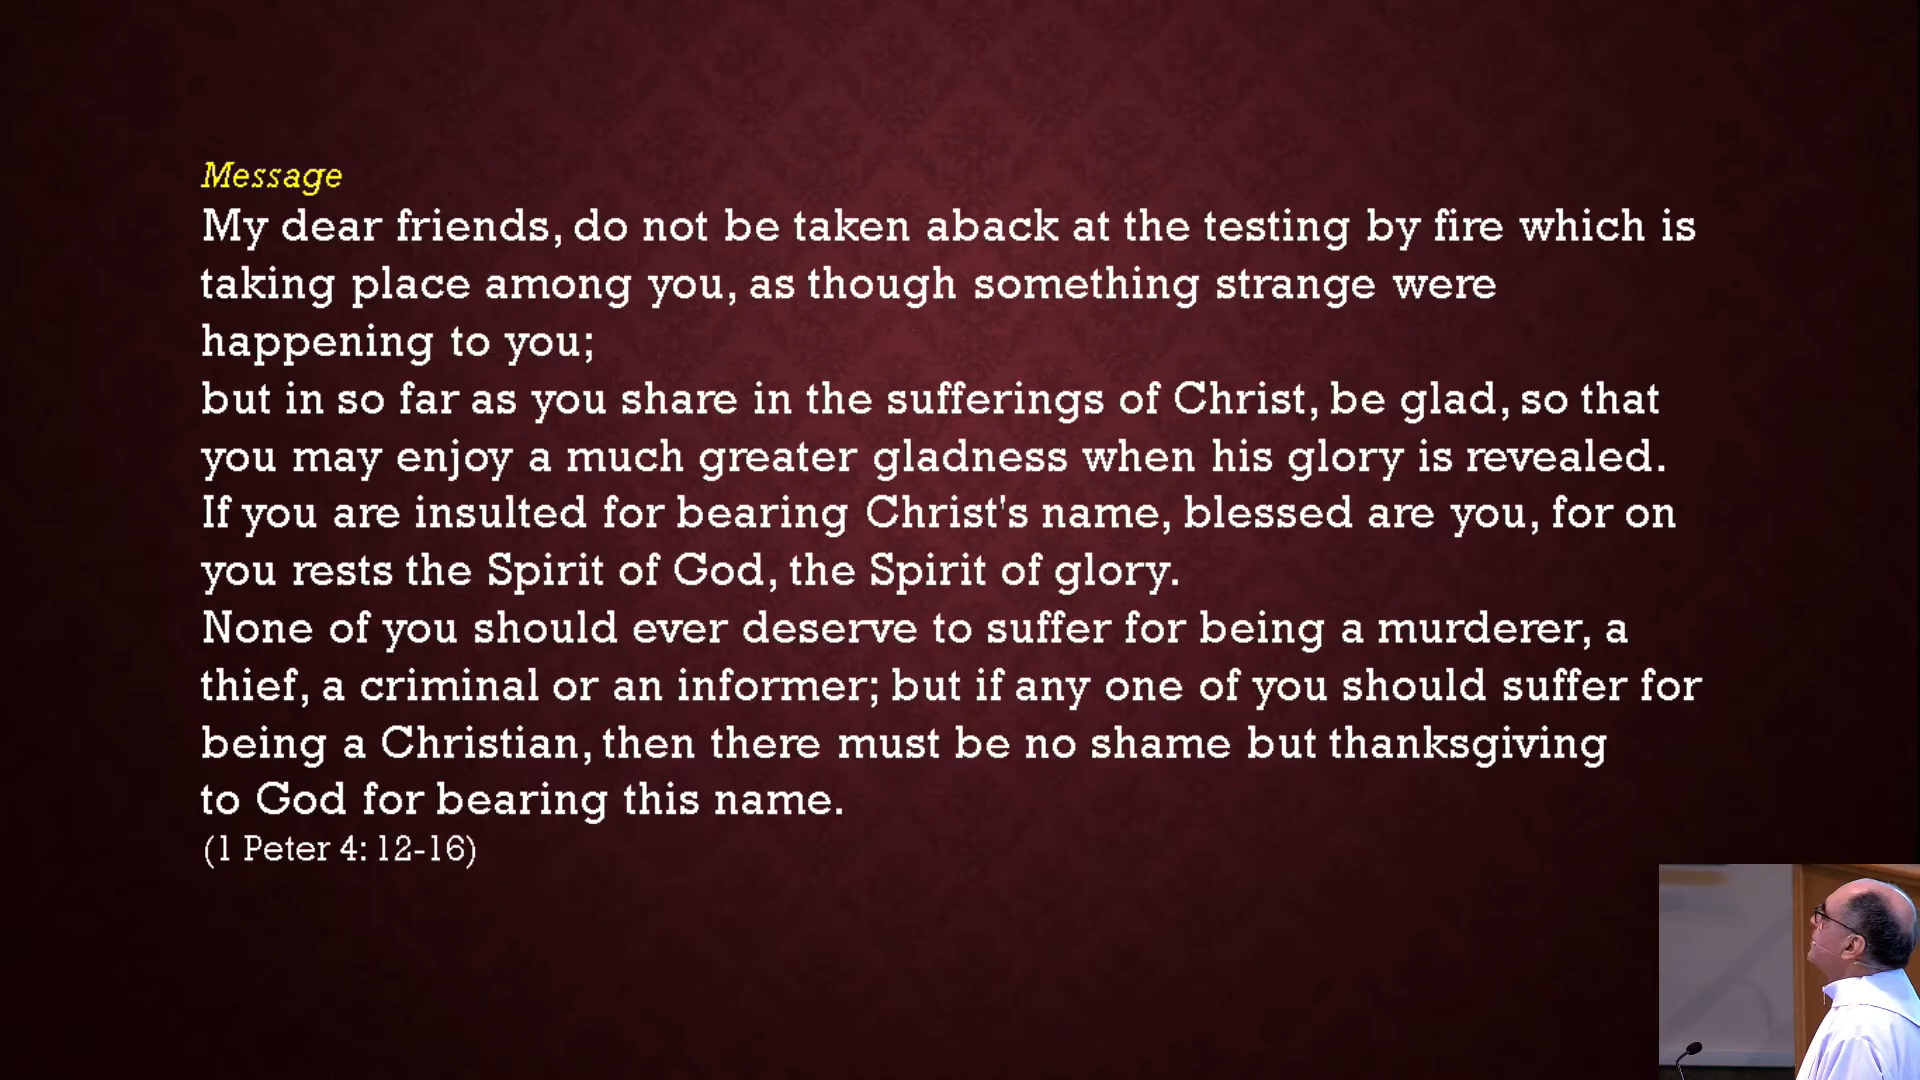 Message
My dear friends, do not be taken aback at the testing by fire which is
taking place among you, as though something strange were
happening to you;
but in so far as you share in the sufferings of Christ, be glad, so that
you may enjoy a much greater gladness when his glory is revealed.
If you are insulted for bearing Christ's name, blessed are you, for on
you rests the Spirit of God, the Spirit of glory.
None of you should ever deserve to suffer for being a murderer, a
thief, a criminal or an informer; but if any one of you should suffer for
being a Christian, then there must be no shame but thanksgiving
to God for bearing this name.
(1 Peter 4: 12-16)